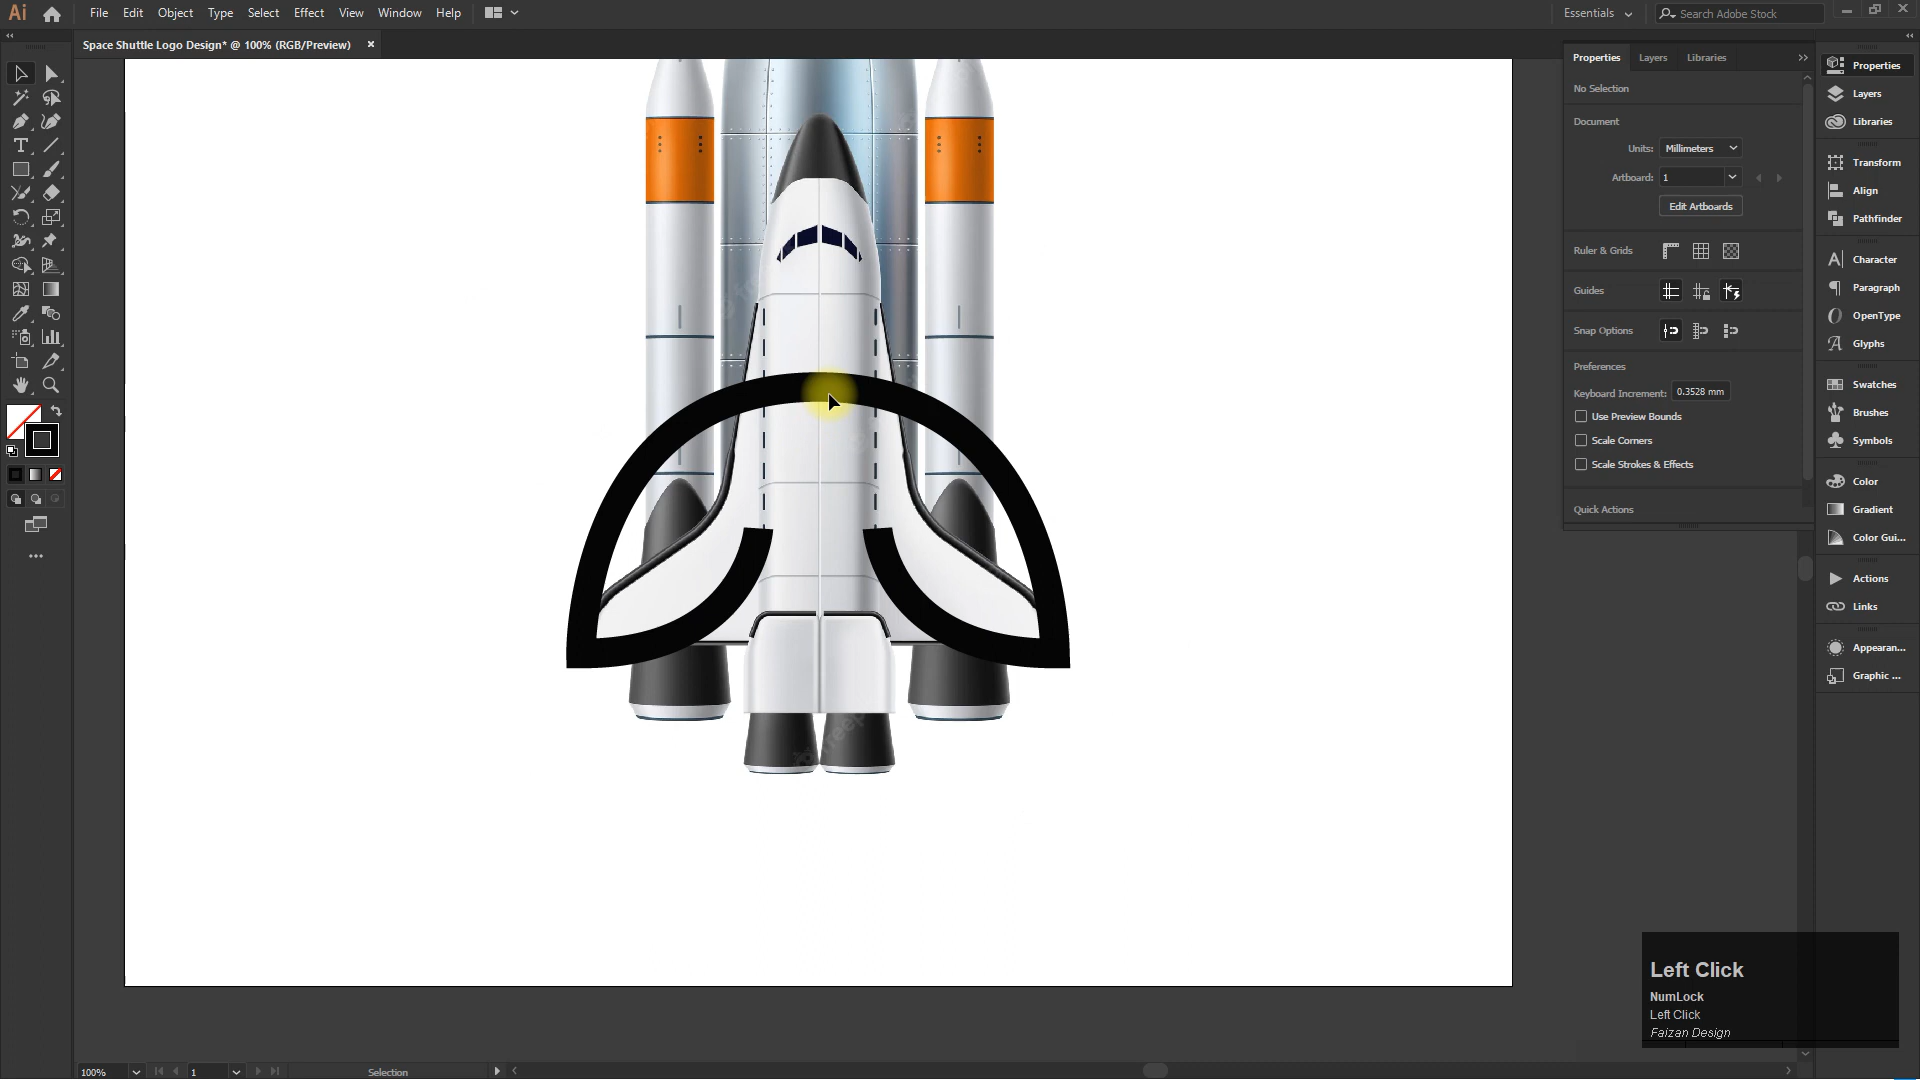 Ai File Edit Object Type Select Effect View Window Help Essentials Search Adobe Stock
Space Shuttle Logo Design* @ 100% (RGB/Preview) ×
Properties Layers Libraries
No Selection
Document
Units: Millimeters
Artboard: 1
Edit Artboards
Ruler & Grids
Guides
Snap Options
Preferences
Keyboard Increment: 0.3528 mm
Use Preview Bounds
Scale Corners
Scale Strokes & Effects
Quick Actions
Properties
Layers
Libraries
Transform
Align
Pathfinder
Character
Paragraph
OpenType
Glyphs
Swatches
Brushes
Symbols
Color
Gradient
Color Gui...
Actions
Links
Appearan...
Graphic ...
Left Click
NumLock
Left Click
Faizan Design
100% 1 Selection